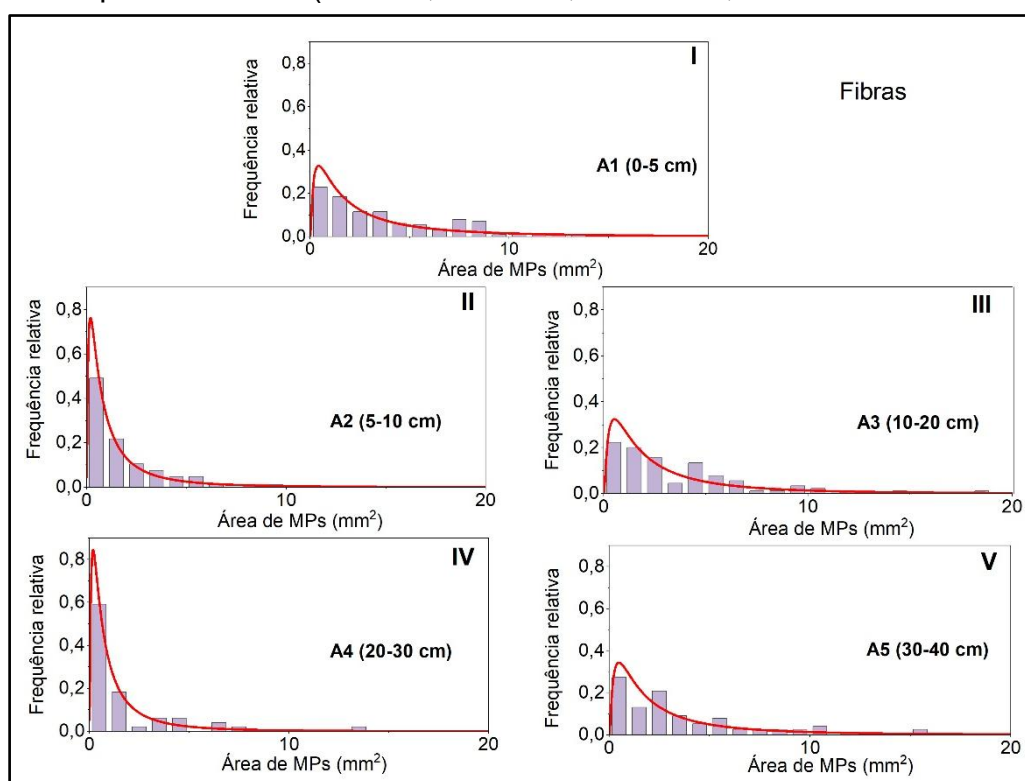 I
Fibras
0,8
0,6
0,4
0,2
0,0
Frequência relativa
A1 (0-5 cm)
0 10 20
Área de MPs (mm²)
II
0,8
0,6
0,4
0,2
0,0
Frequência relativa
A2 (5-10 cm)
0 10 20
Área de MPs (mm²)
III
0,8
0,6
0,4
0,2
0,0
Frequência relativa
A3 (10-20 cm)
0 10 20
Área de MPs (mm²)
IV
0,8
0,6
0,4
0,2
0,0
Frequência relativa
A4 (20-30 cm)
0 10 20
Área de MPs (mm²)
V
0,8
0,6
0,4
0,2
0,0
Frequência relativa
A5 (30-40 cm)
0 10 20
Área de MPs (mm²)